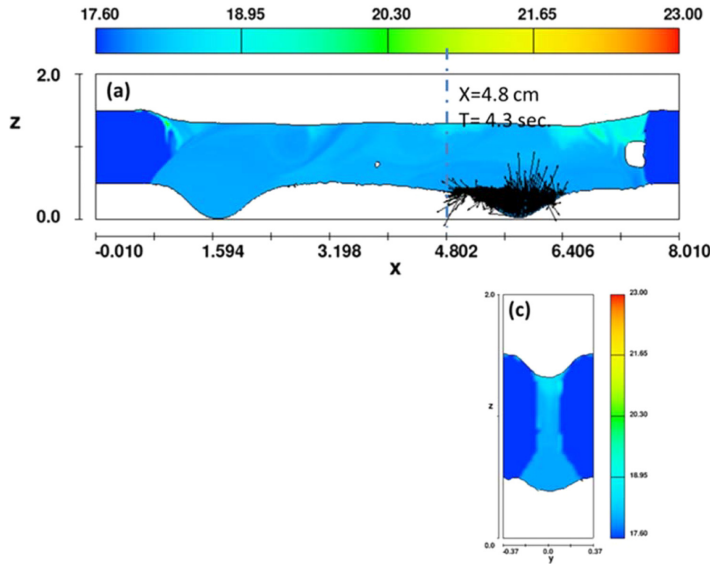 17.60 18.95 20.30 21.65 23.00
2.0
(a)
X=4.8 cm
T= 4.3 sec.
z
0.0
-0.010 1.594 3.198 4.802 6.406 8.010
x
(c)
2.0
23.00
21.65
z
20.30
18.95
17.60
0.0
-0.37 0.0 0.37
y